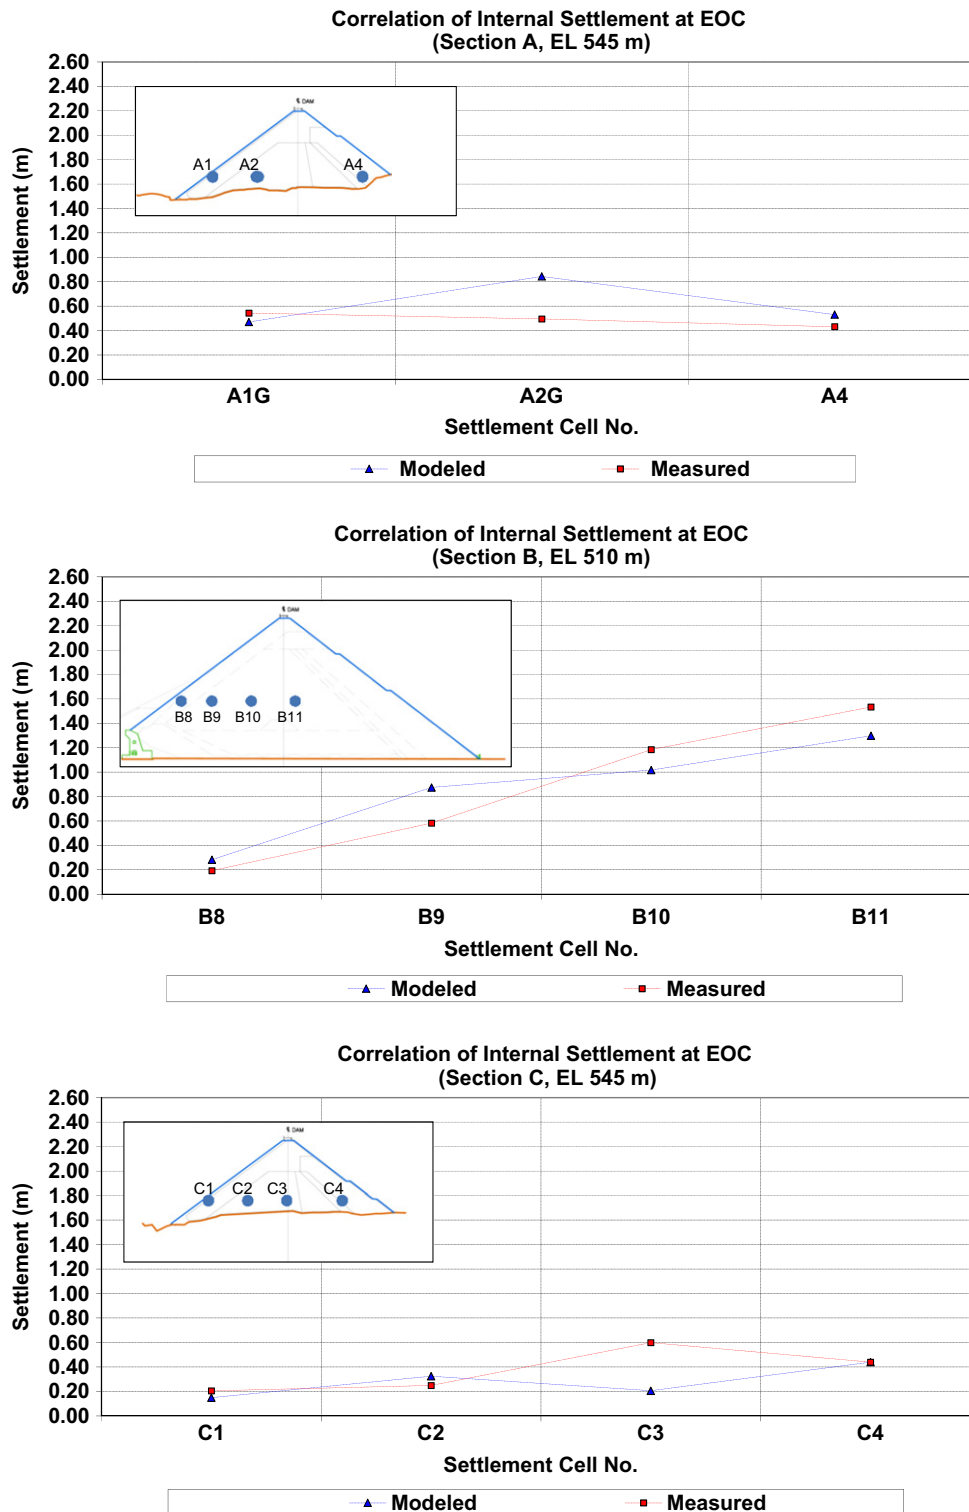 Correlation of Internal Settlement at EOC
(Section A, EL 545 m)
Settlement (m)
2.60
2.40
2.20
2.00
1.80
1.60
1.40
1.20
1.00
0.80
0.60
0.40
0.20
0.00
DAM
A1
A2
A4
A1G
A2G
A4
Settlement Cell No.
Modeled
Measured
Correlation of Internal Settlement at EOC
(Section B, EL 510 m)
Settlement (m)
2.60
2.40
2.20
2.00
1.80
1.60
1.40
1.20
1.00
0.80
0.60
0.40
0.20
0.00
DAM
B8
B9
B10
B11
B8
B9
B10
B11
Settlement Cell No.
Modeled
Measured
Correlation of Internal Settlement at EOC
(Section C, EL 545 m)
Settlement (m)
2.60
2.40
2.20
2.00
1.80
1.60
1.40
1.20
1.00
0.80
0.60
0.40
0.20
0.00
DAM
C1
C2
C3
C4
C1
C2
C3
C4
Settlement Cell No.
Modeled
Measured